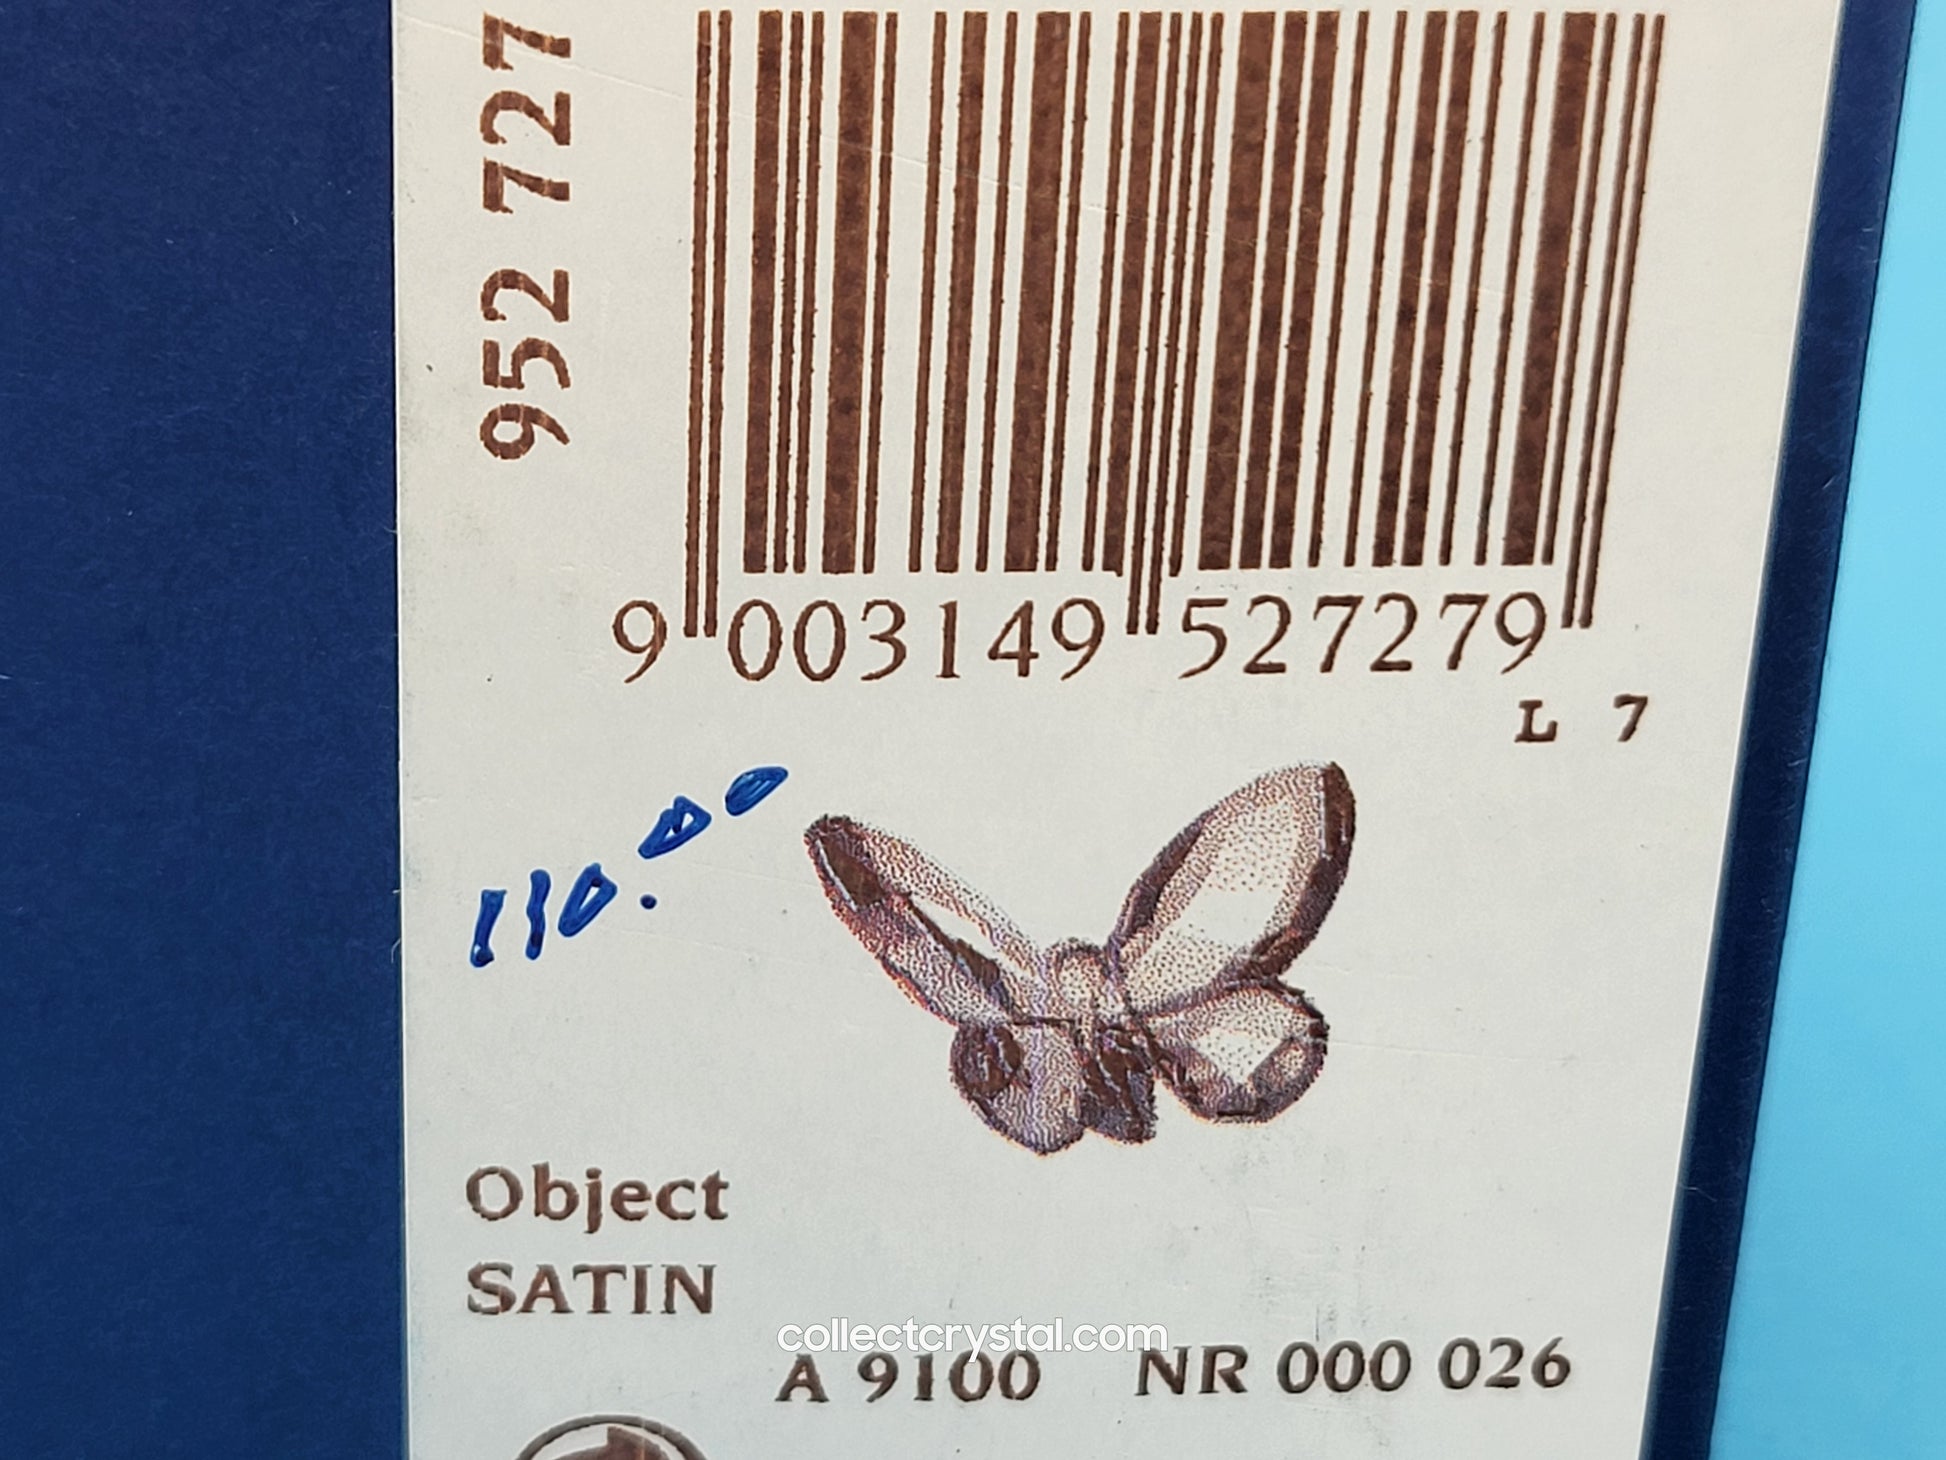 952 727
9 003149 527279
L 7
110.00
Object
SATIN
collectcrystal.com
A 9100 NR 000 026